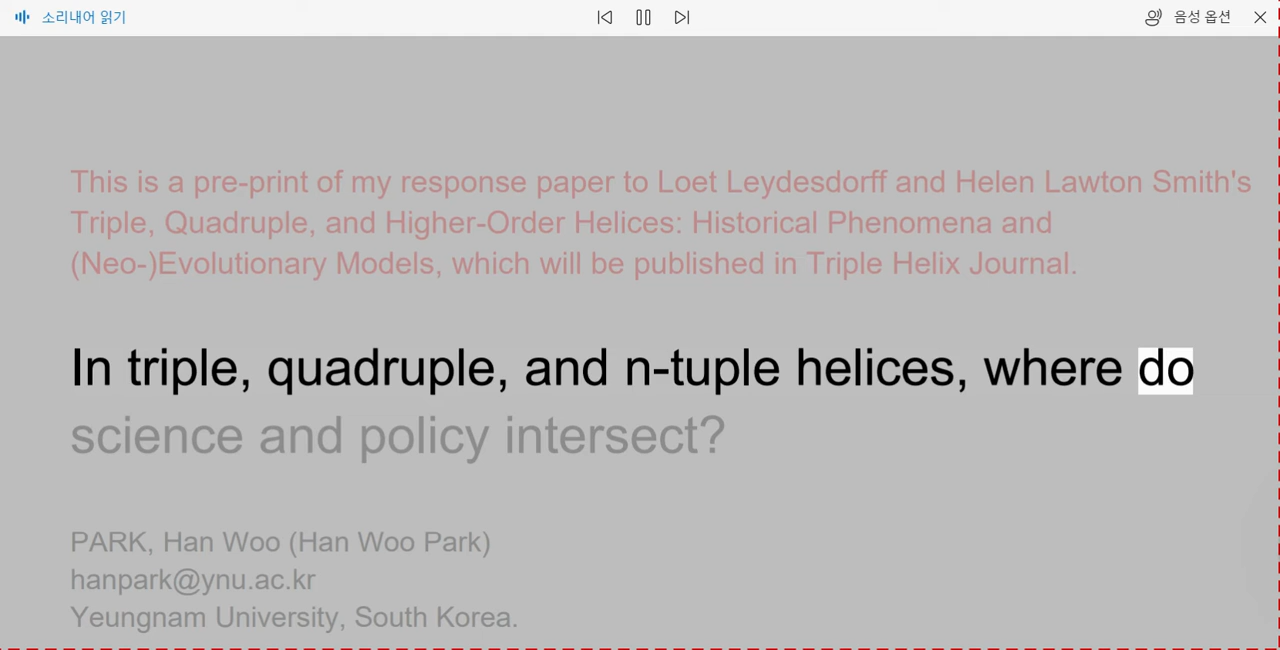 소리내어 읽기
음성 옵션
This is a pre-print of my response paper to Loet Leydesdorff and Helen Lawton Smith's
Triple, Quadruple, and Higher-Order Helices: Historical Phenomena and
(Neo-)Evolutionary Models, which will be published in Triple Helix Journal.
In triple, quadruple, and n-tuple helices, where do
science and policy intersect?
PARK, Han Woo (Han Woo Park)
hanpark@ynu.ac.kr
Yeungnam University, South Korea.